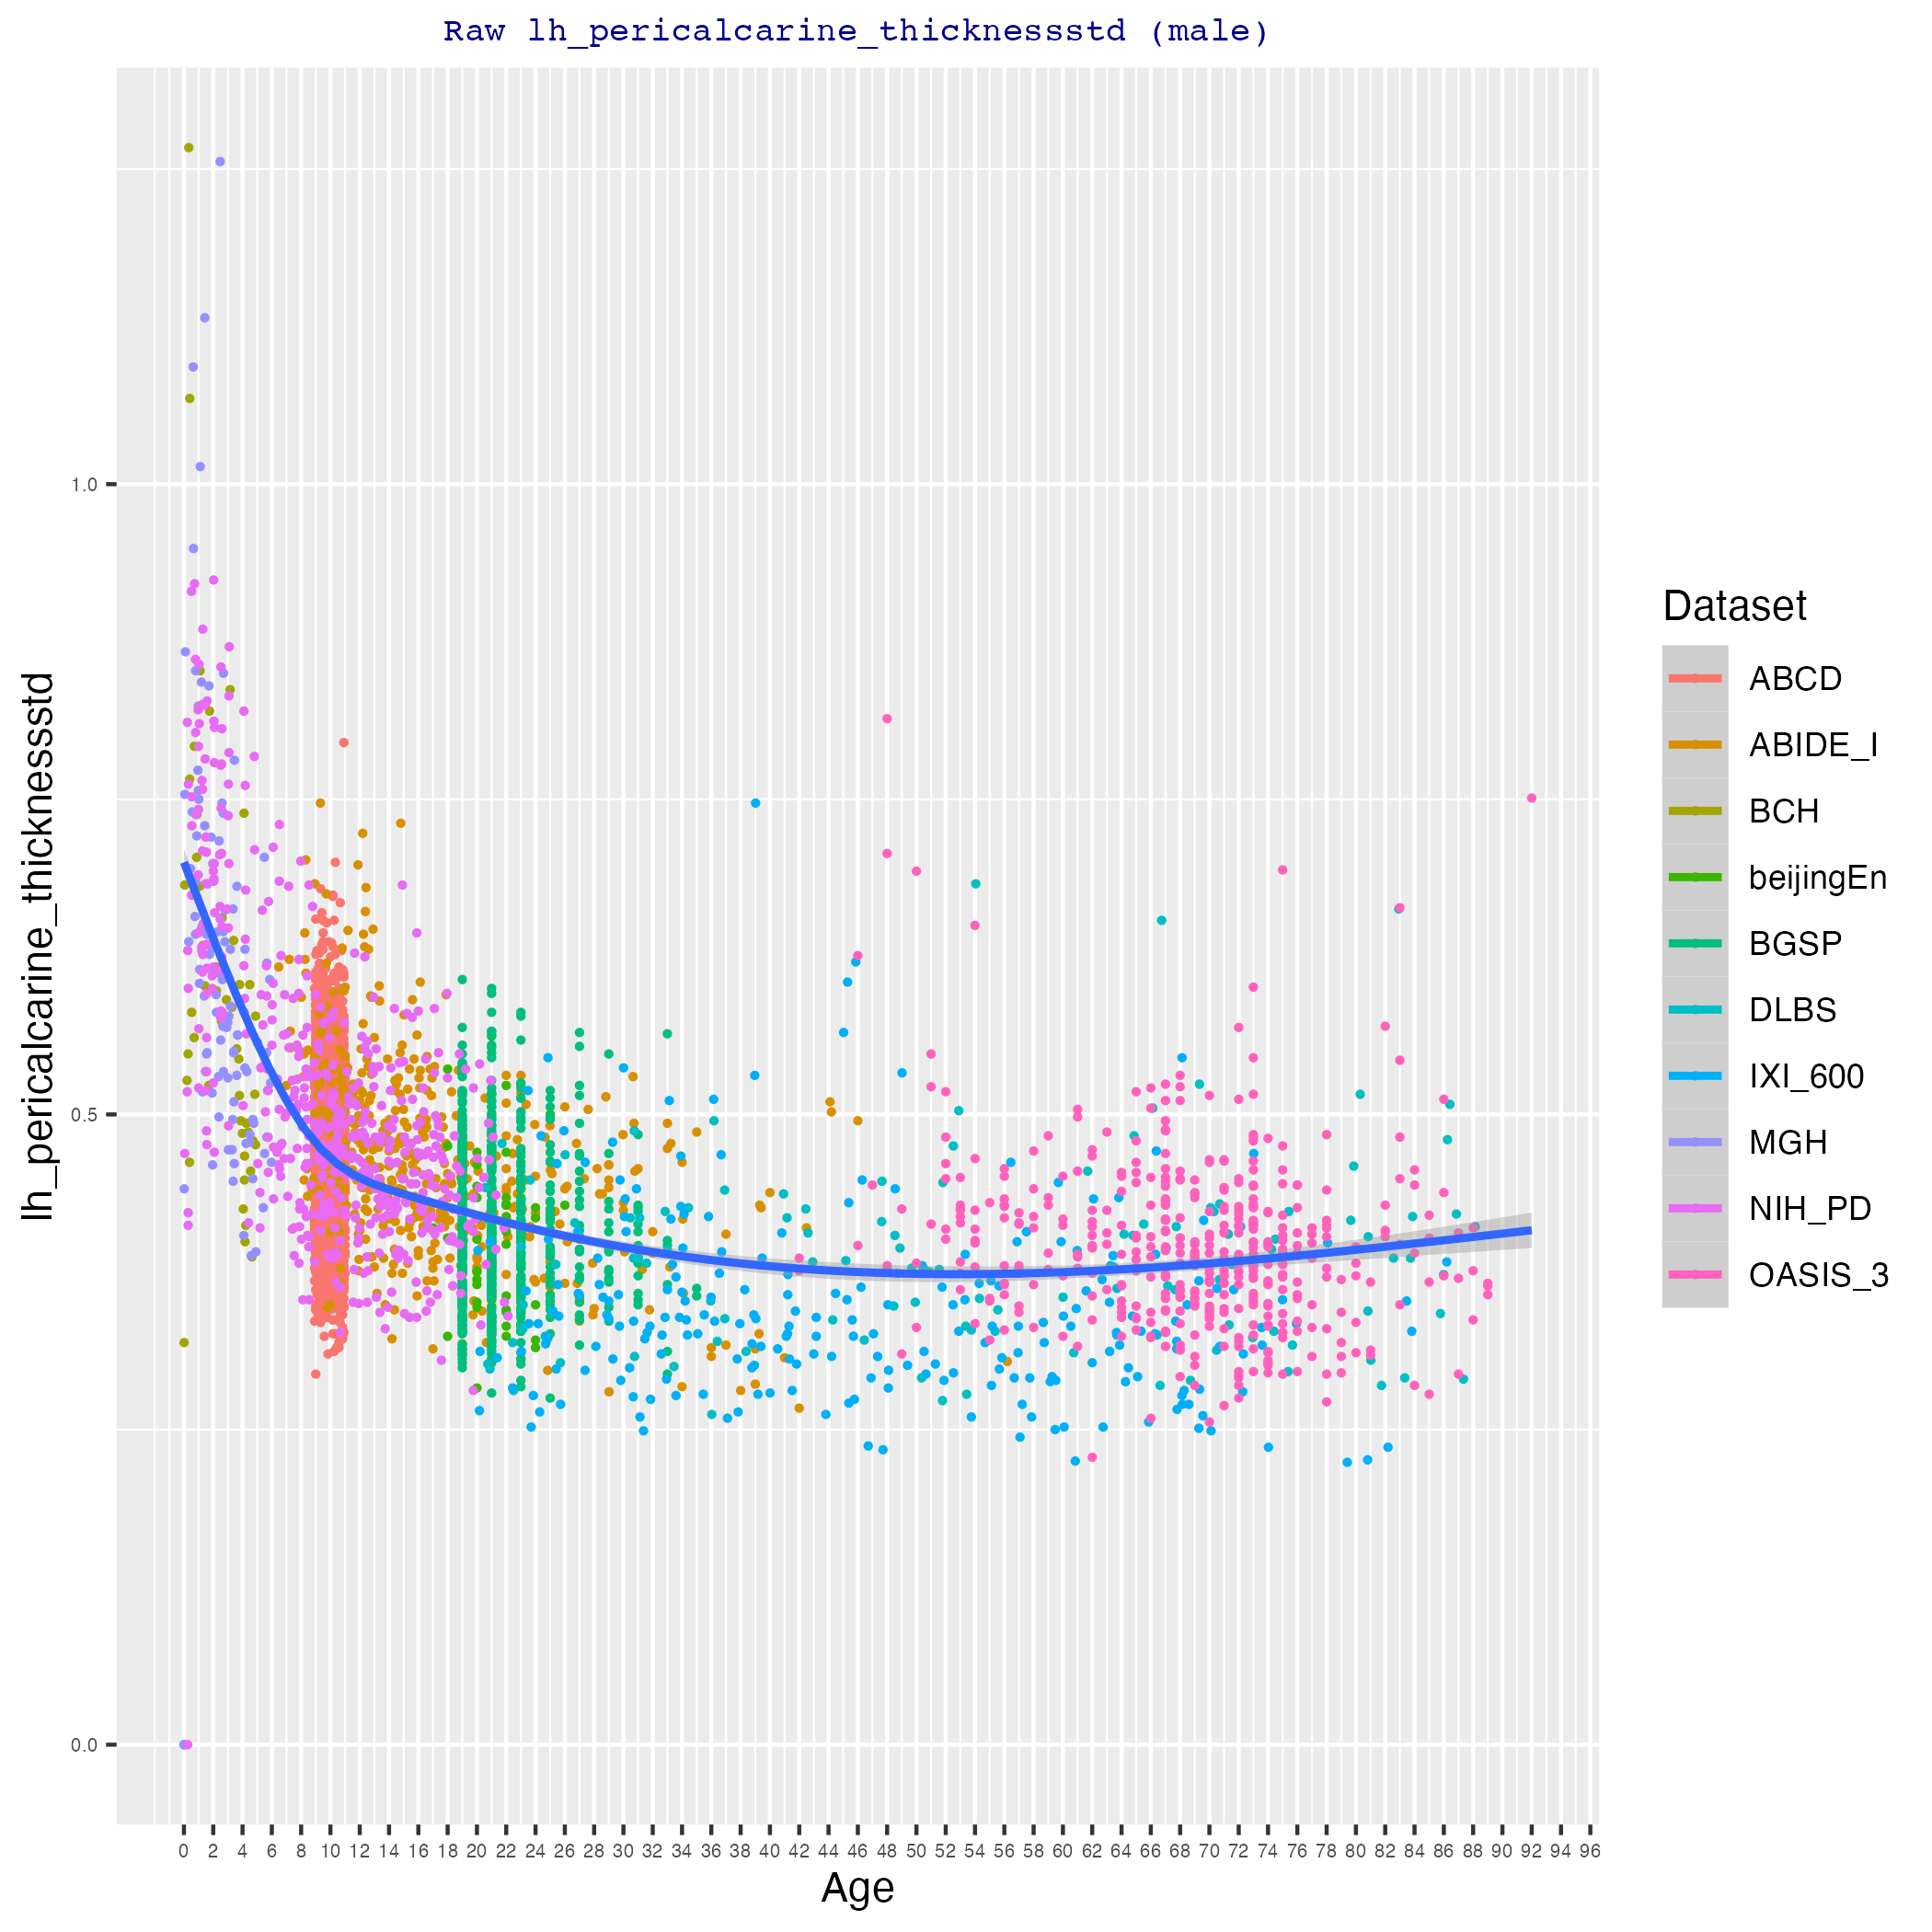 Raw lh_pericalcarine_thicknessstd (male)
lh_pericalcarine_thicknessstd
1.0
0.5
0.0
0 2 4 6 8 10 12 14 16 18 20 22 24 26 28 30 32 34 36 38 40 42 44 46 48 50 52 54 56 58 60 62 64 66 68 70 72 74 76 78 80 82 84 86 88 90 92 94 96
Age
Dataset
ABCD
ABIDE_I
BCH
beijingEn
BGSP
DLBS
IXI_600
MGH
NIH_PD
OASIS_3